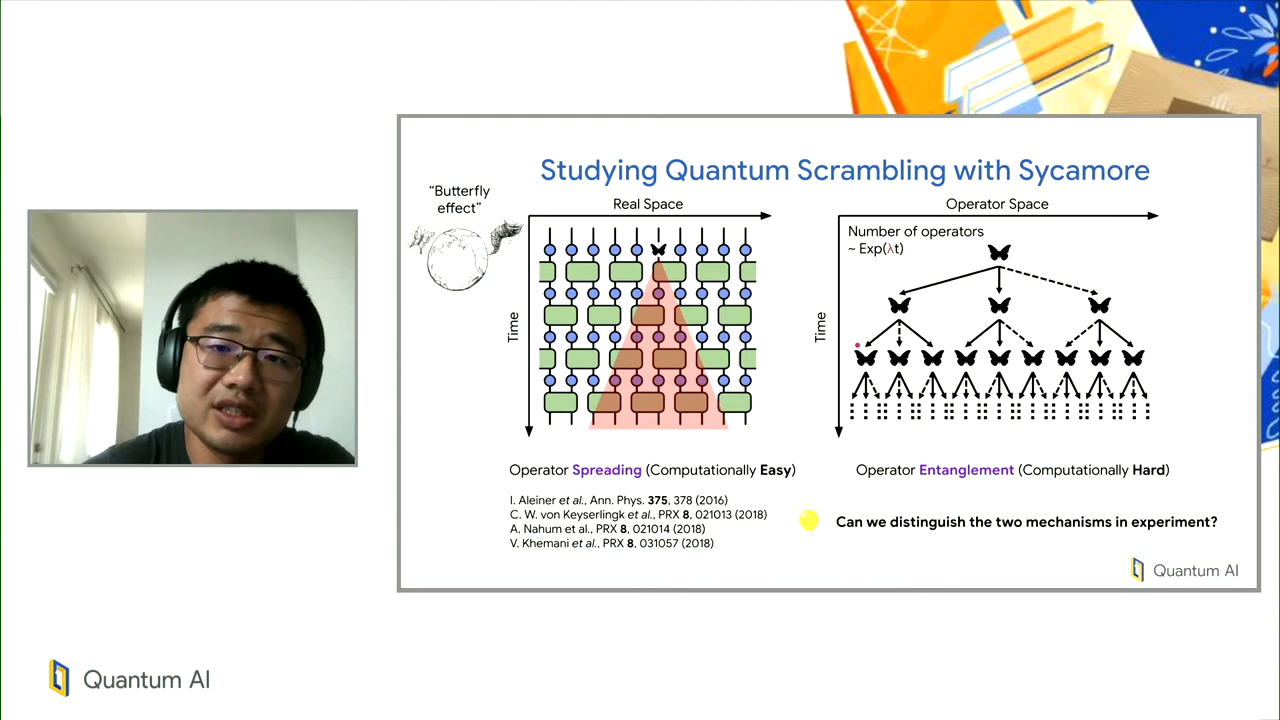 Studying Quantum Scrambling with Sycamore
"Butterfly
effect"
Real Space
Time
Operator Spreading (Computationally Easy)
I. Aleiner et al., Ann. Phys. 375, 378 (2016)
C. W. von Keyserlingk et al., PRX 8, 021013 (2018)
A. Nahum et al., PRX 8, 021014 (2018)
V. Khemani et al., PRX 8, 031057 (2018)
Operator Space
Number of operators
~ Exp(λt)
Time
Operator Entanglement (Computationally Hard)
Can we distinguish the two mechanisms in experiment?
Quantum AI
Quantum AI